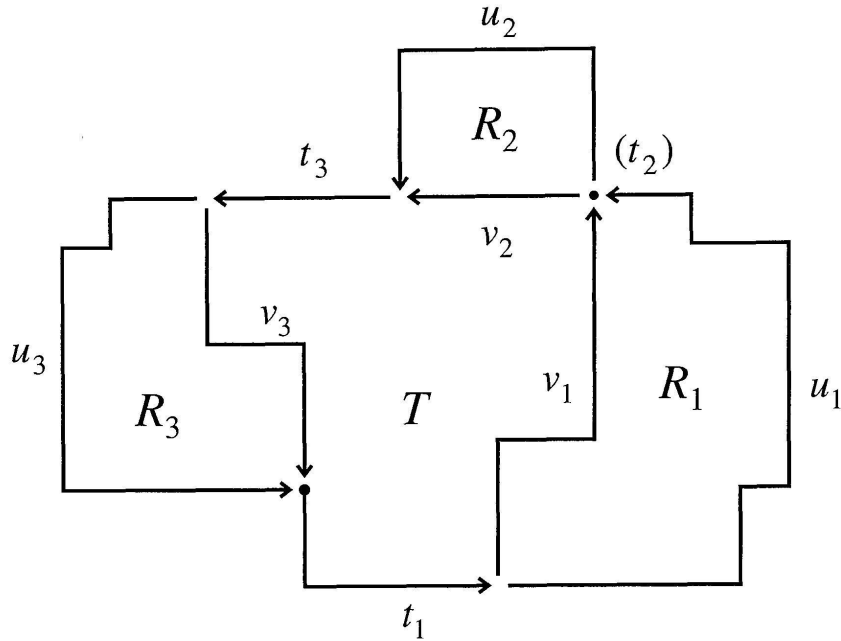 u₂
R₂
(t₂)
t₃
v₂
v₃
u₃
v₁
R₁
u₁
R₃
T
t₁